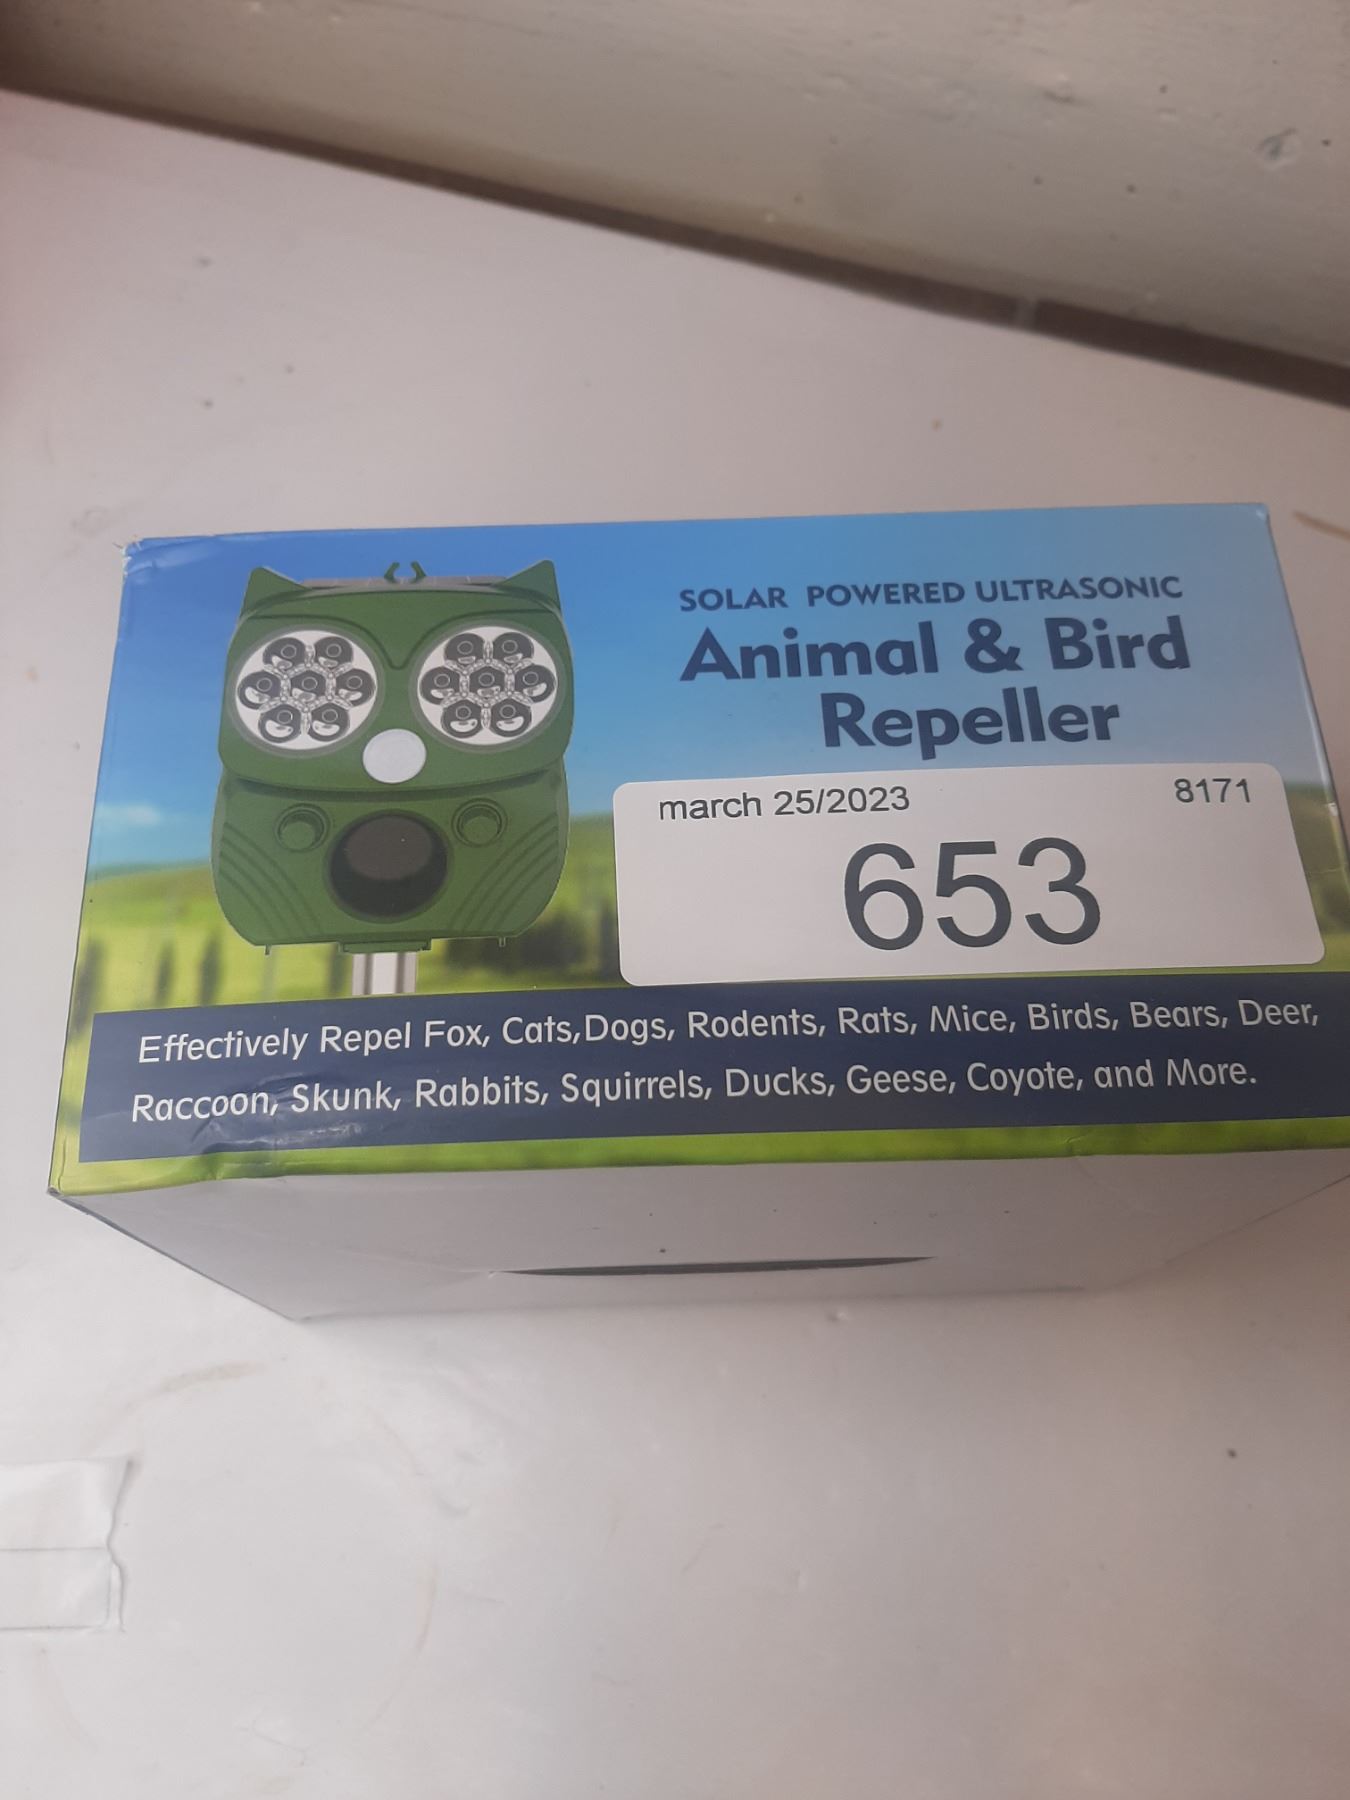 SOLAR POWERED ULTRASONIC
Animal & Bird
Repeller
march 25/2023 8171
653
Effectively Repel Fox, Cats,Dogs, Rodents, Rats, Mice, Birds, Bears, Deer,
Raccoon, Skunk, Rabbits, Squirrels, Ducks, Geese, Coyote, and More.